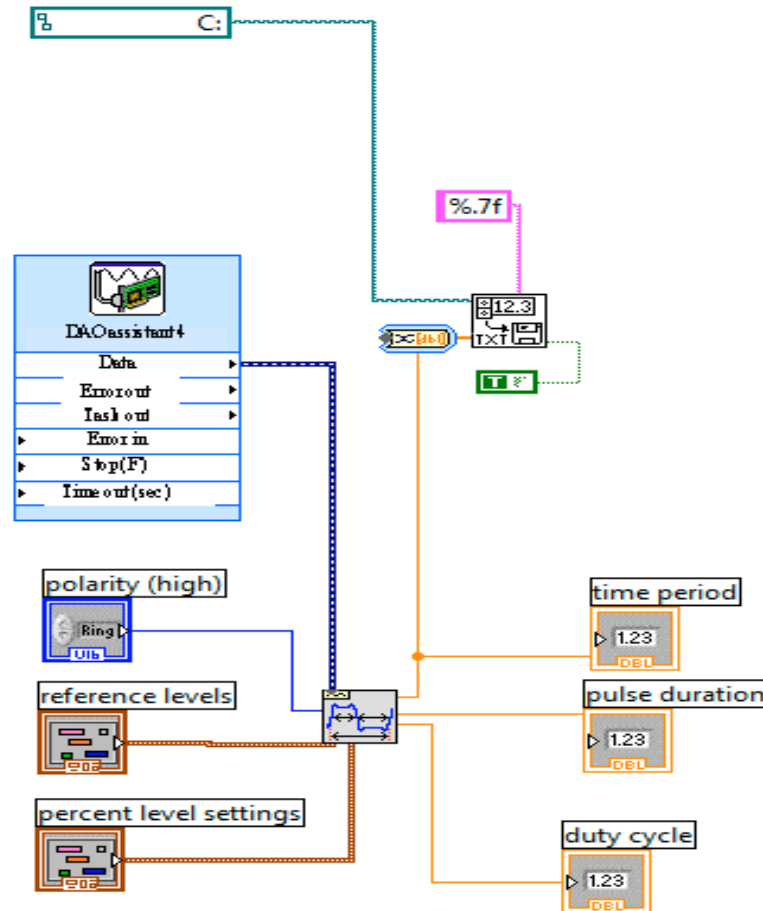 C:
%.7f
12.3
TXT
DAQassistant4
Data
Error out
Task out
Error in
Stop(F)
Timeout(sec)
[db1]
T
polarity (high)
Ring
U16
time period
1.23
DBL
reference levels
pulse duration
1.23
DBL
percent level settings
duty cycle
1.23
DBL